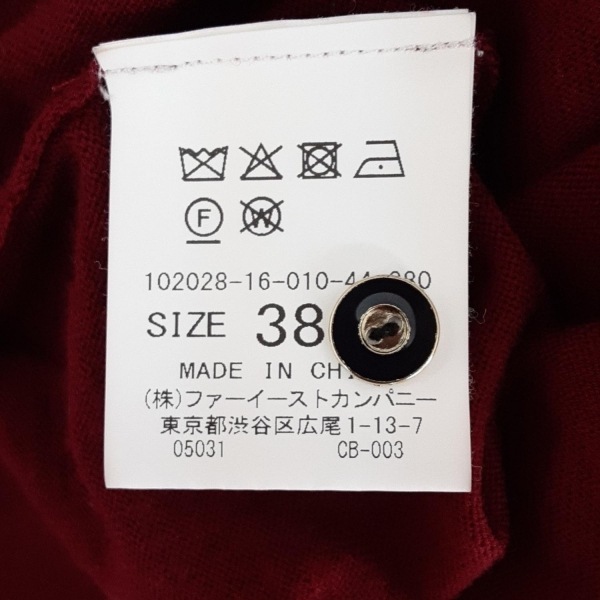 F W
102028-16-010-44-
SIZE 38
MADE IN
(株)ファーイーストカンパニー
東京都渋谷区広尾1-13-7
05031 CB-003